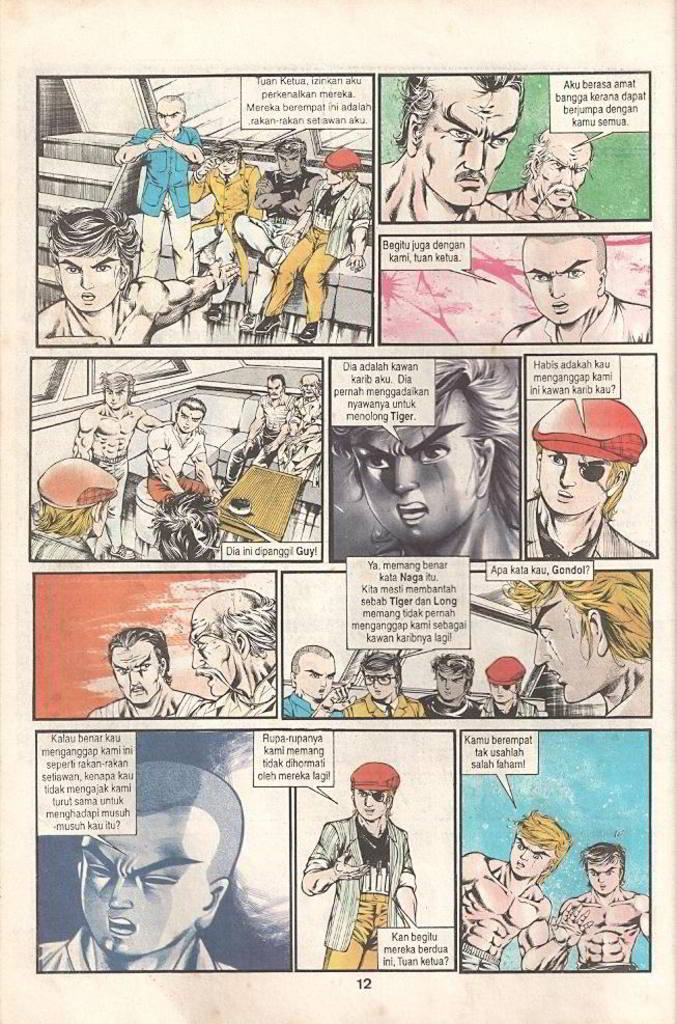 Tuan Ketua, izinkan aku
perkenalkan mereka.
Mereka berempat ini adalah
rakan-rakan setiawan aku.
Aku berasa amat
bangga kerana dapat
berjumpa dengan
kamu semua.
Begitu juga dengan
kami, tuan ketua.
Dia ini dipanggil Guy!
Dia adalah kawan
karib aku. Dia
pernah menggadaikan
nyawanya untuk
menolong Tiger.
Habis adakah kau
menganggap kami
ini kawan karib kau?
Ya, memang benar
kata Naga itu.
Kita mesti membantah
sebab Tiger dan Long
memang tidak pernah
menganggap kami sebagai
kawan karibnya lagi!
Apa kata kau, Gondol?
Kalau benar kau
menganggap kami ini
seperti rakan-rakan
setiawan, kenapa kau
tidak mengajak kami
turut sama untuk
menghadapi musuh
-musuh kau itu?
Rupa-rupanya
kami memang
tidak dihormati
oleh mereka lagi!
Kan begitu
mereka berdua
ini, Tuan ketua?
Kamu berempat
tak usahlah
salah faham!
12